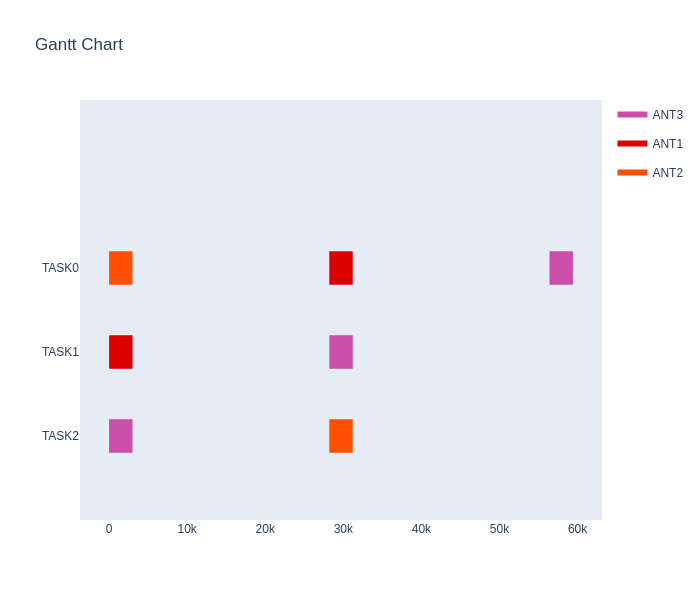 Gantt Chart
ANT3
ANT1
ANT2
TASK0
TASK1
TASK2
0 10k 20k 30k 40k 50k 60k